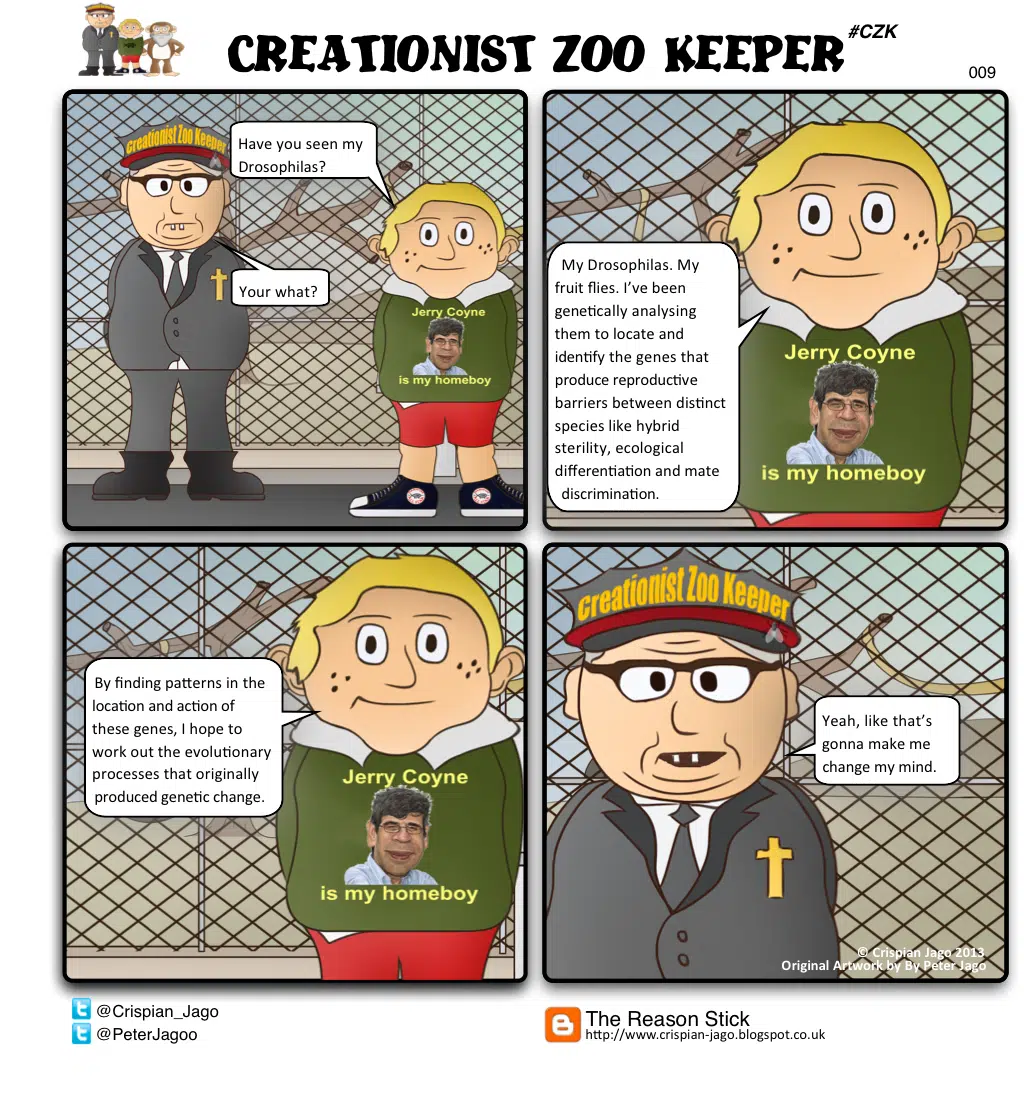 CREATIONIST ZOO KEEPER
#CZK
009
Creationist Zoo Keeper
Have you seen my
Drosophilas?
Your what?
Jerry Coyne
is my homeboy
My Drosophilas. My
fruit flies. I've been
genetically analysing
them to locate and
identify the genes that
produce reproductive
barriers between distinct
species like hybrid
sterility, ecological
differentiation and mate
discrimination.
Jerry Coyne
is my homeboy
By finding patterns in the
location and action of
these genes, I hope to
work out the evolutionary
processes that originally
produced genetic change.
Jerry Coyne
is my homeboy
Creationist Zoo Keeper
Yeah, like that's
gonna make me
change my mind.
© Crispian Jago 2013
Original Artwork by By Peter Jago
@Crispian_Jago
@PeterJagoo
The Reason Stick
http://www.crispian-jago.blogspot.co.uk